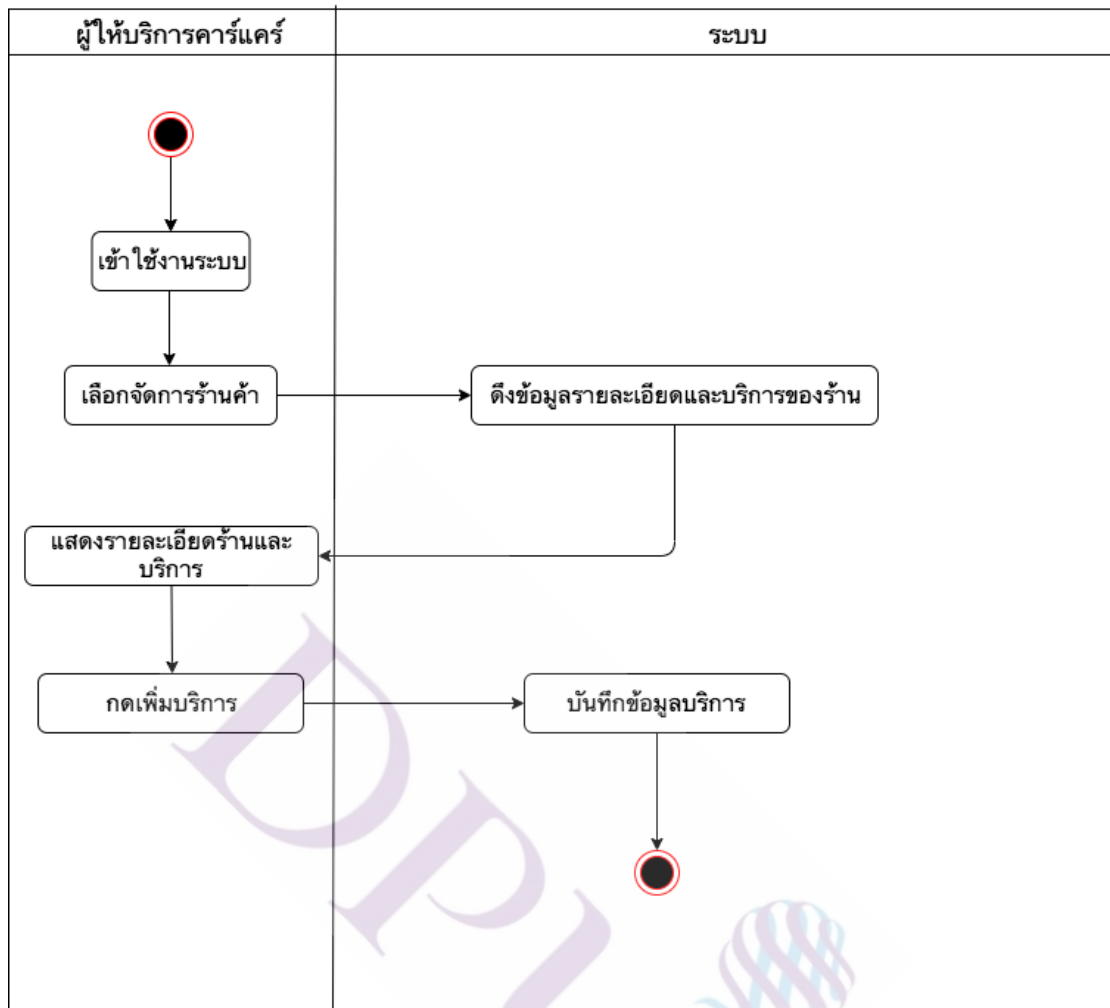 ผู้ให้บริการคาร์แคร์
ระบบ
เข้าใช้งานระบบ
เลือกจัดการร้านค้า
ดึงข้อมูลรายละเอียดและบริการของร้าน
แสดงรายละเอียดร้านและ
บริการ
กดเพิ่มบริการ
บันทึกข้อมูลบริการ